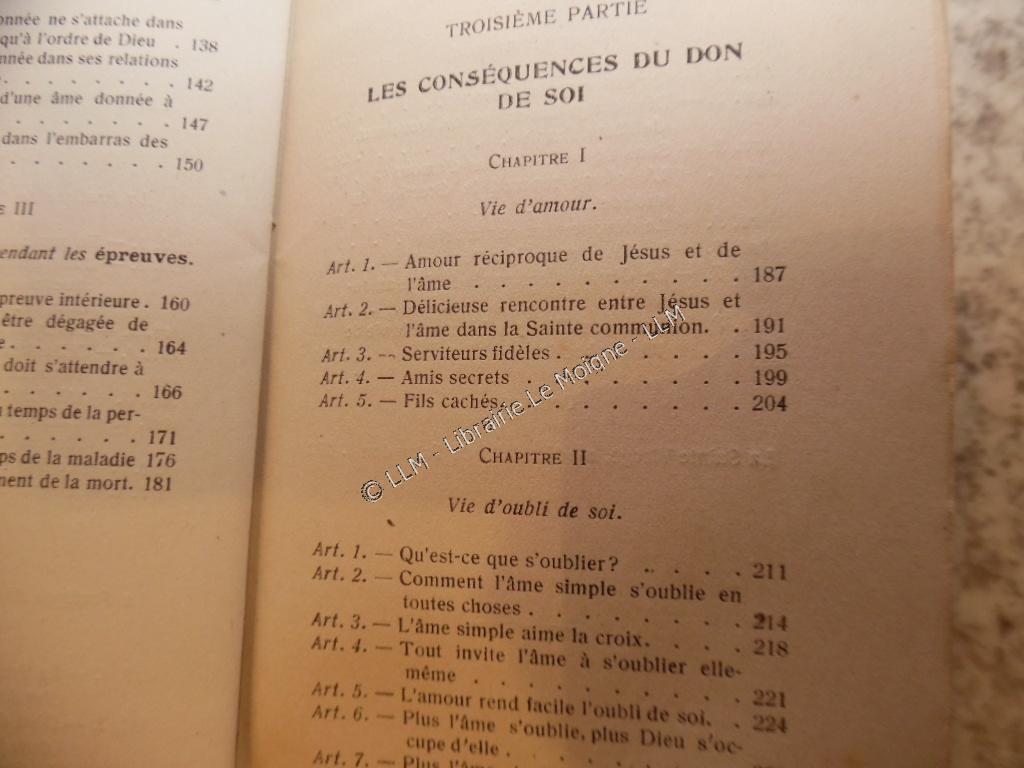 onnée ne s'attache dans
qu'à l'ordre de Dieu . 138
nnée dans ses relations
. . . . . . . . 142
d'une âme donnée à
. . . . . . . 147
dans l'embarras des
. . . . . . . 150
E III
endant les épreuves.
preuve intérieure . 160
être dégagée de
. . . . . . 164
doit s'attendre à
. . . . . . 166
u temps de la per-
. . . . . . 171
ps de la maladie 176
ment de la mort. 181
TROISIÈME PARTIE
LES CONSÉQUENCES DU DON
DE SOI
CHAPITRE I
Vie d'amour.
Art. 1. — Amour réciproque de Jésus et de
l'âme . . . . . . . . . . 187
Art. 2. — Délicieuse rencontre entre Jésus et
l'âme dans la Sainte communion. . 191
Art. 3. — Serviteurs fidèles . . . . . . . 195
Art. 4. — Amis secrets . . . . . . . . 199
Art. 5. — Fils cachés. . . . . . . . . 204
© LLM - Librairie Le Moigne - LLM
CHAPITRE II
Vie d'oubli de soi.
Art. 1. — Qu'est-ce que s'oublier ? . . . . 211
Art. 2. — Comment l'âme simple s'oublie en
toutes choses . . . . . . . . 214
Art. 3. — L'âme simple aime la croix. . . . 218
Art. 4. — Tout invite l'âme à s'oublier elle-
même . . . . . . . . . . 221
Art. 5. — L'amour rend facile l'oubli de soi. . 224
Art. 6. — Plus l'âme s'oublie, plus Dieu s'oc-
cupe d'elle . . . . . . . .
Art. 7. — Plus l'âme